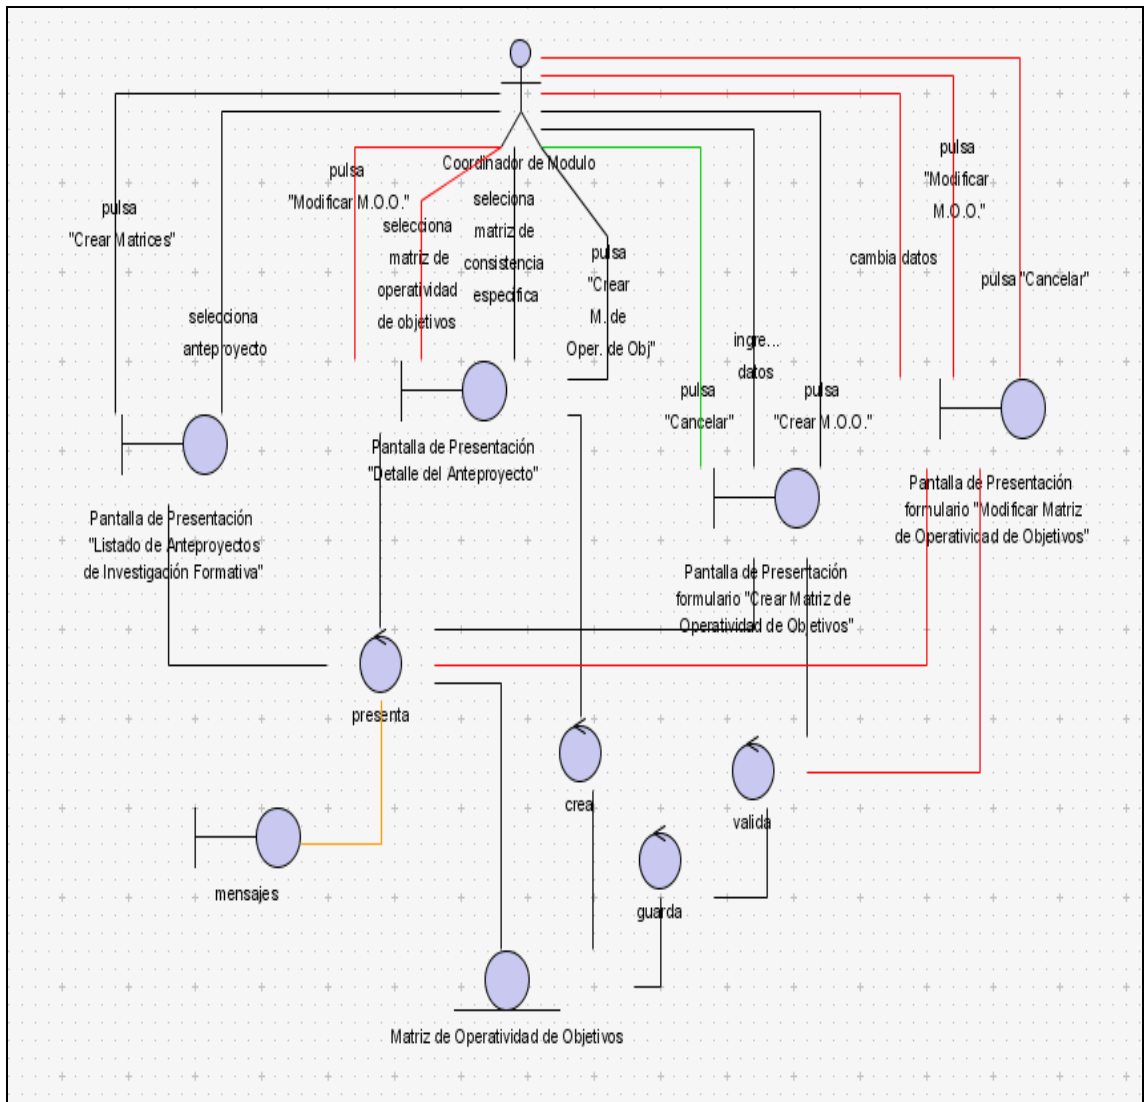 Coordinador de Modulo
pulsa
"Crear Matrices"
selecciona
anteproyecto
pulsa
"Modificar M.O.O."
selecciona
matriz de
operatividad
de objetivos
seleciona
matriz de
consistencia
especifica
pulsa
"Crear
M. de
Oper. de Obj"
pulsa
"Cancelar"
ingre...
datos
pulsa
"Crear M.O.O."
cambia datos
pulsa
"Modificar
M.O.O."
pulsa "Cancelar"
Pantalla de Presentación
"Listado de Anteproyectos
de Investigación Formativa"
Pantalla de Presentación
"Detalle del Anteproyecto"
Pantalla de Presentación
formulario "Crear Matriz de
Operatividad de Objetivos"
Pantalla de Presentación
formulario "Modificar Matriz
de Operatividad de Objetivos"
presenta
crea
valida
mensajes
guarda
Matriz de Operatividad de Objetivos